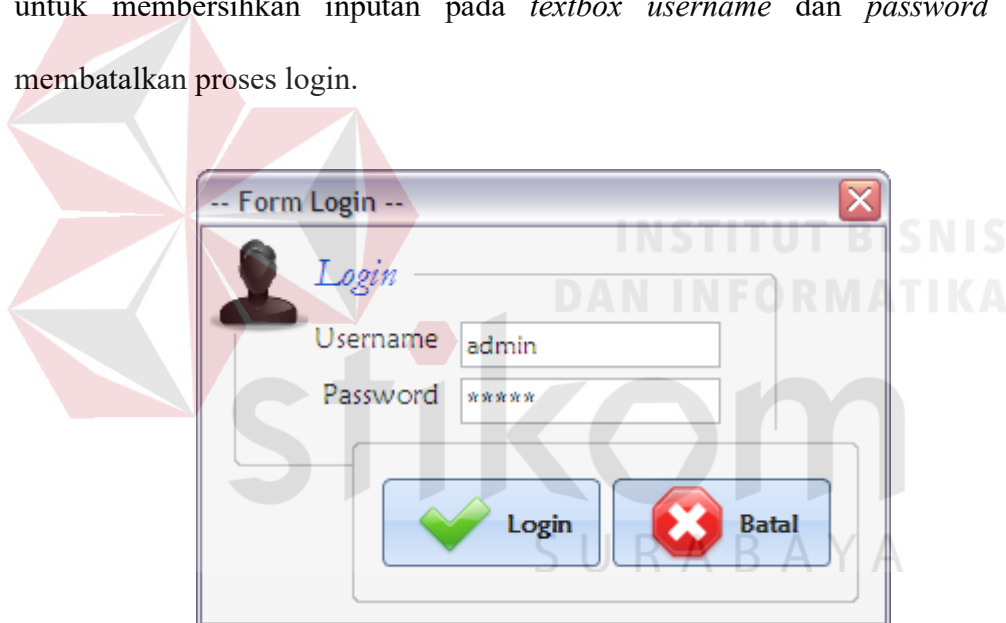 untuk membersihkan inputan pada textbox username dan password
membatalkan proses login.
-- Form Login --
INSTITUT BISNIS
DAN INFORMATIKA
Login
Username admin
Password *****
stikom
Login Batal
SURABAYA